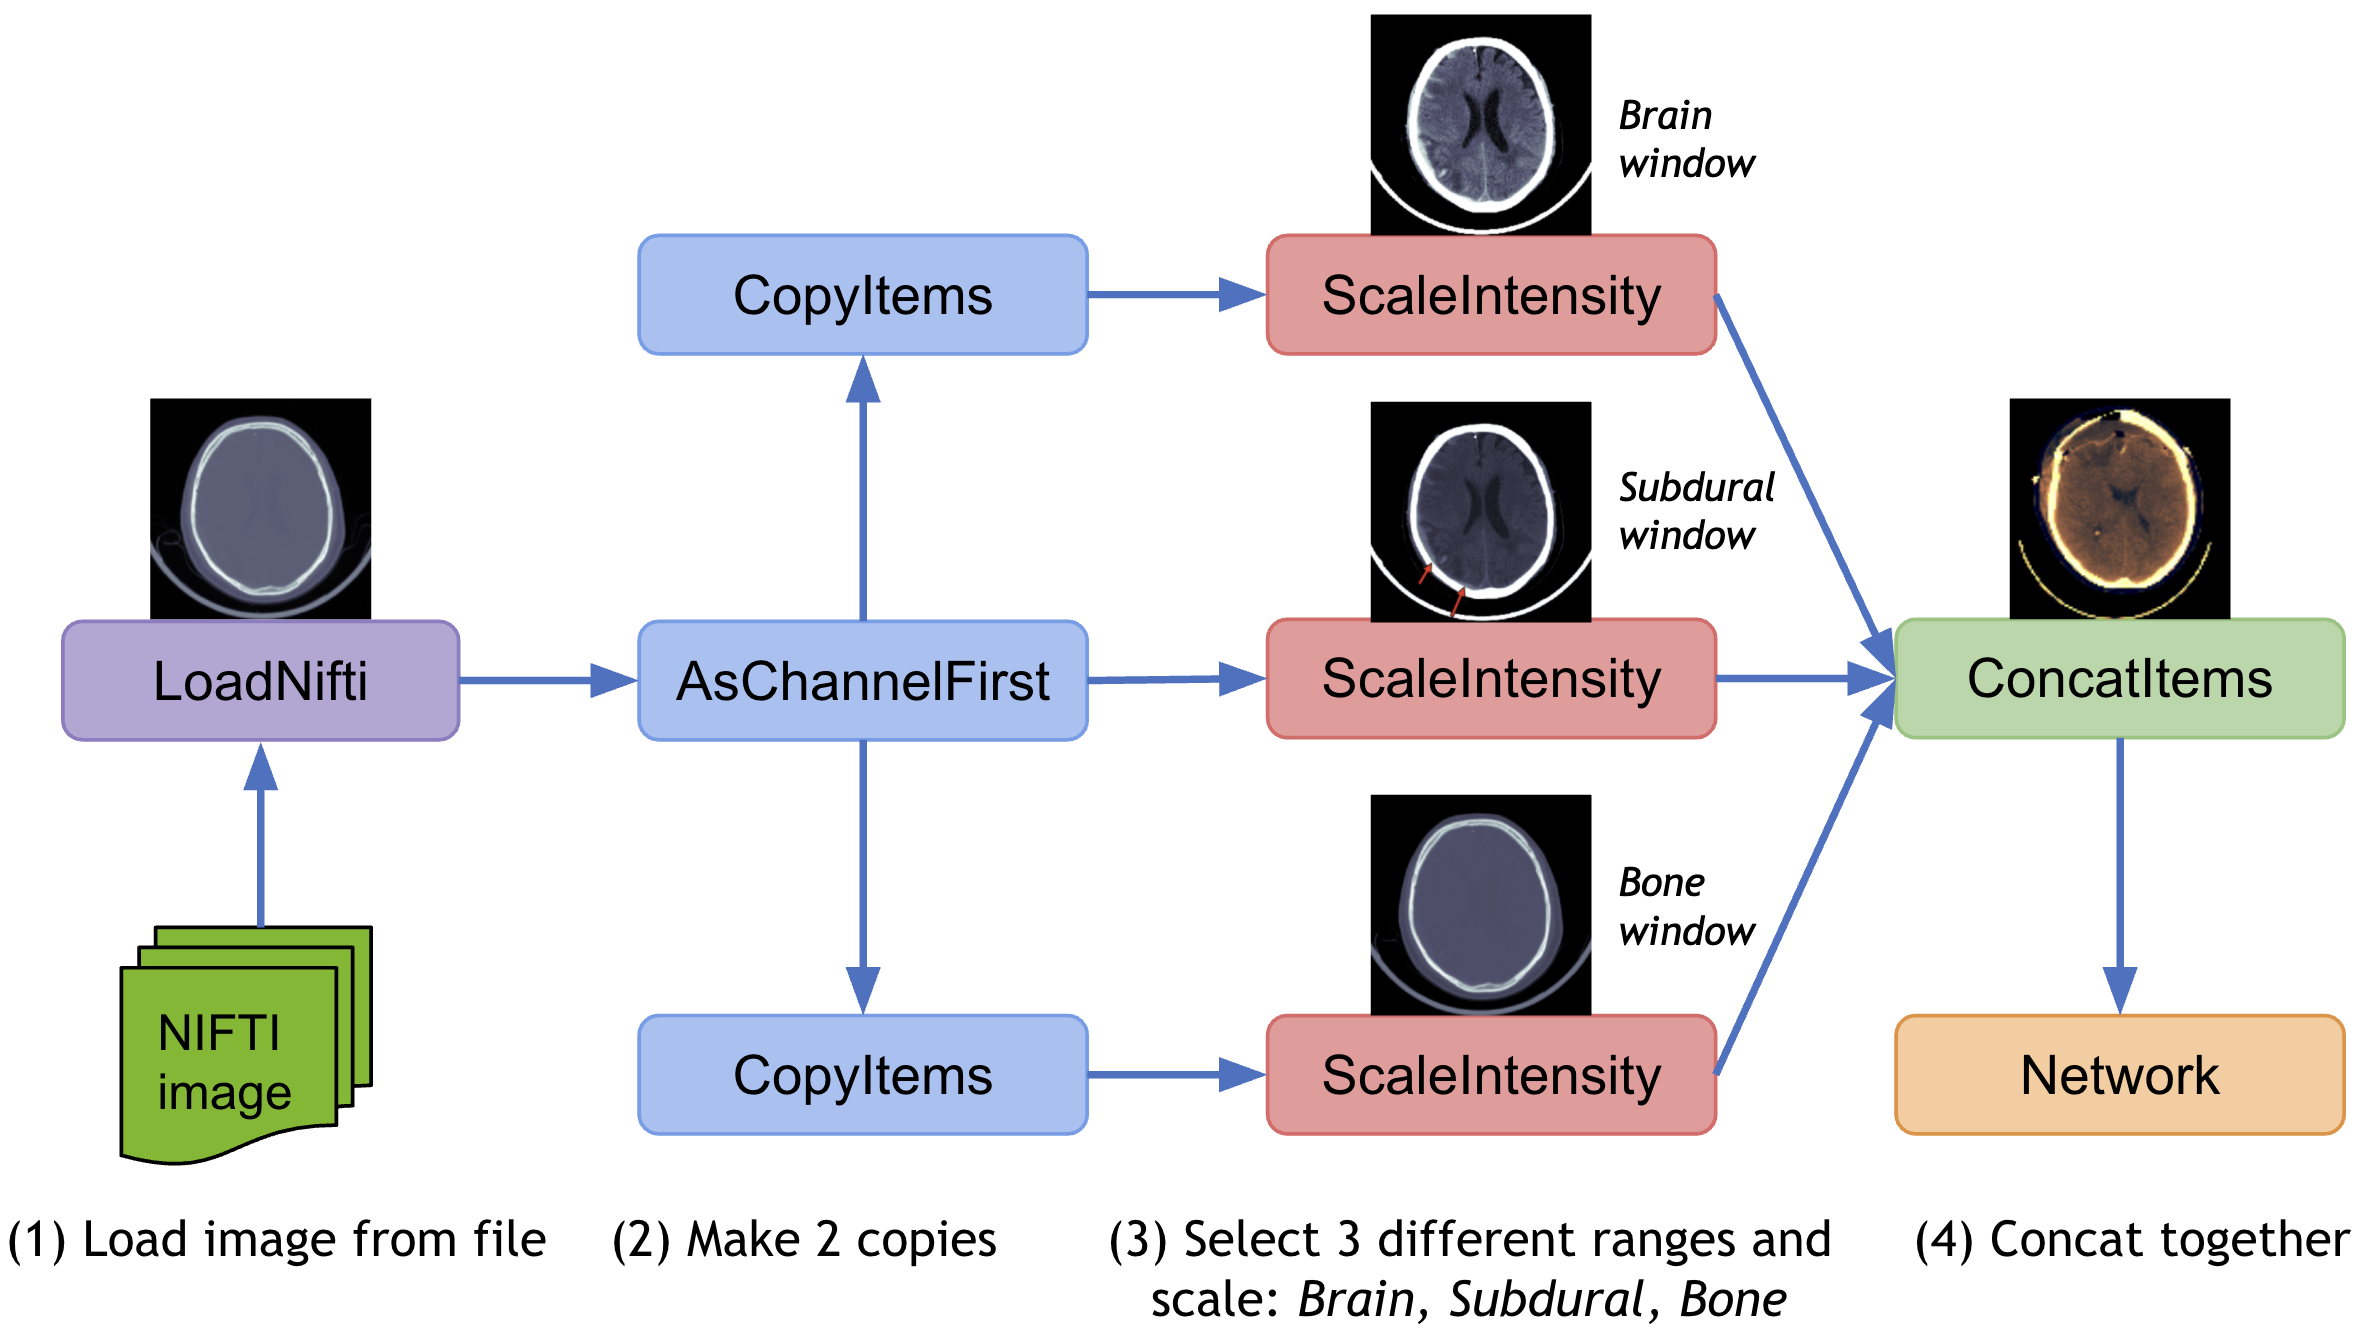 Brain
window
CopyItems
ScaleIntensity
Subdural
window
LoadNifti
AsChannelFirst
ScaleIntensity
ConcatItems
Bone
window
NIFTI
image
CopyItems
ScaleIntensity
Network
(1) Load image from file
(2) Make 2 copies
(3) Select 3 different ranges and
scale: Brain, Subdural, Bone
(4) Concat together